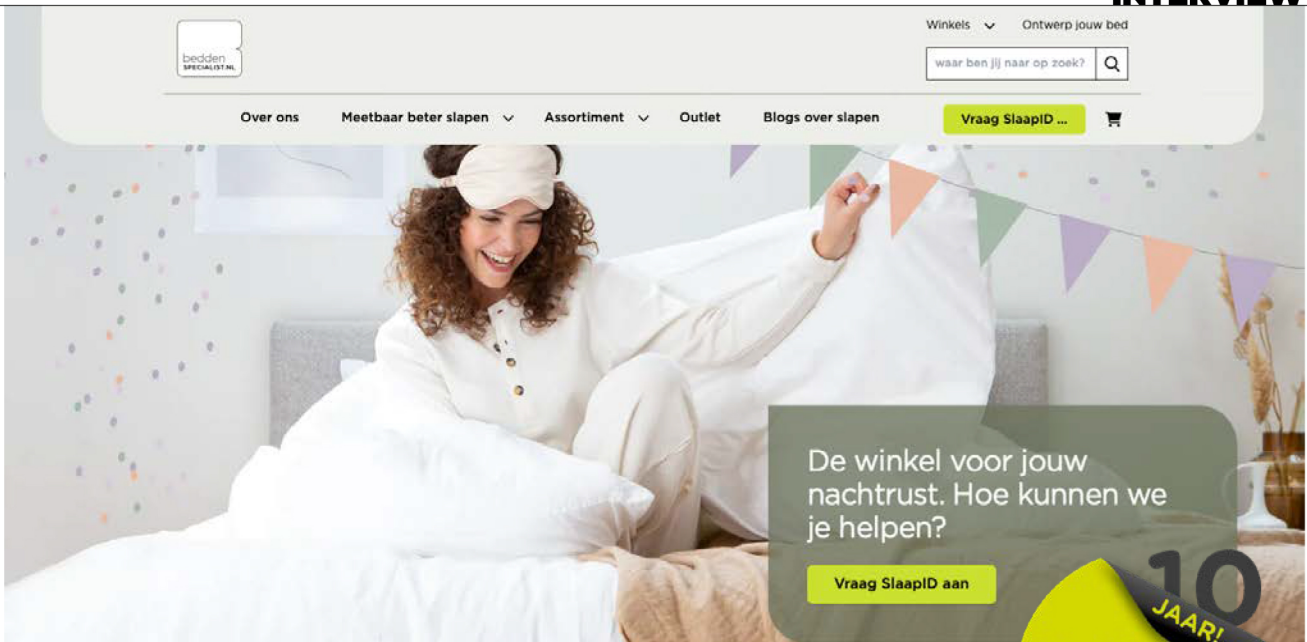 INTERVIEW
Winkels
Ontwerp jouw bed
bedden
SPECIALIST.NL
waar ben jij naar op zoek?
Over ons
Meetbaar beter slapen
Assortiment
Outlet
Blogs over slapen
Vraag SlaapID ...
De winkel voor jouw
nachtrust. Hoe kunnen we
je helpen?
Vraag SlaapID aan
10
JAAR!